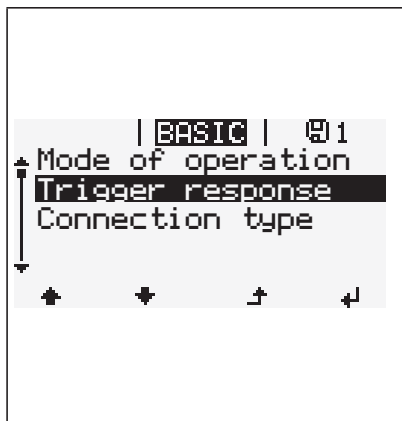 | BASIC | 1
Mode of operation
Trigger response
Connection type